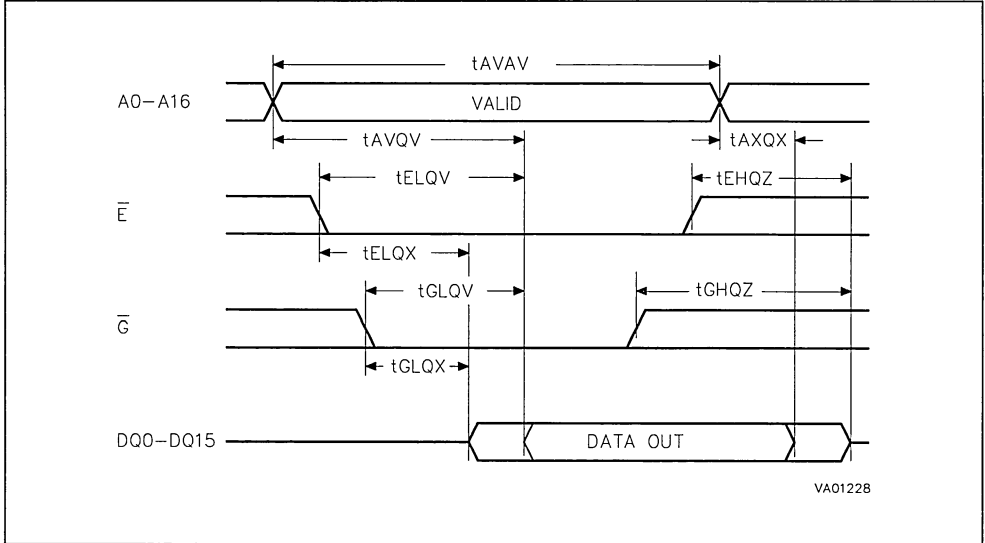 tAVAV
A0–A16
VALID
tAVQV
tAXQX
tELQV
tEHQZ
E̅
tELQX
tGLQV
tGHQZ
G̅
tGLQX
DQ0–DQ15
DATA OUT
VA01228